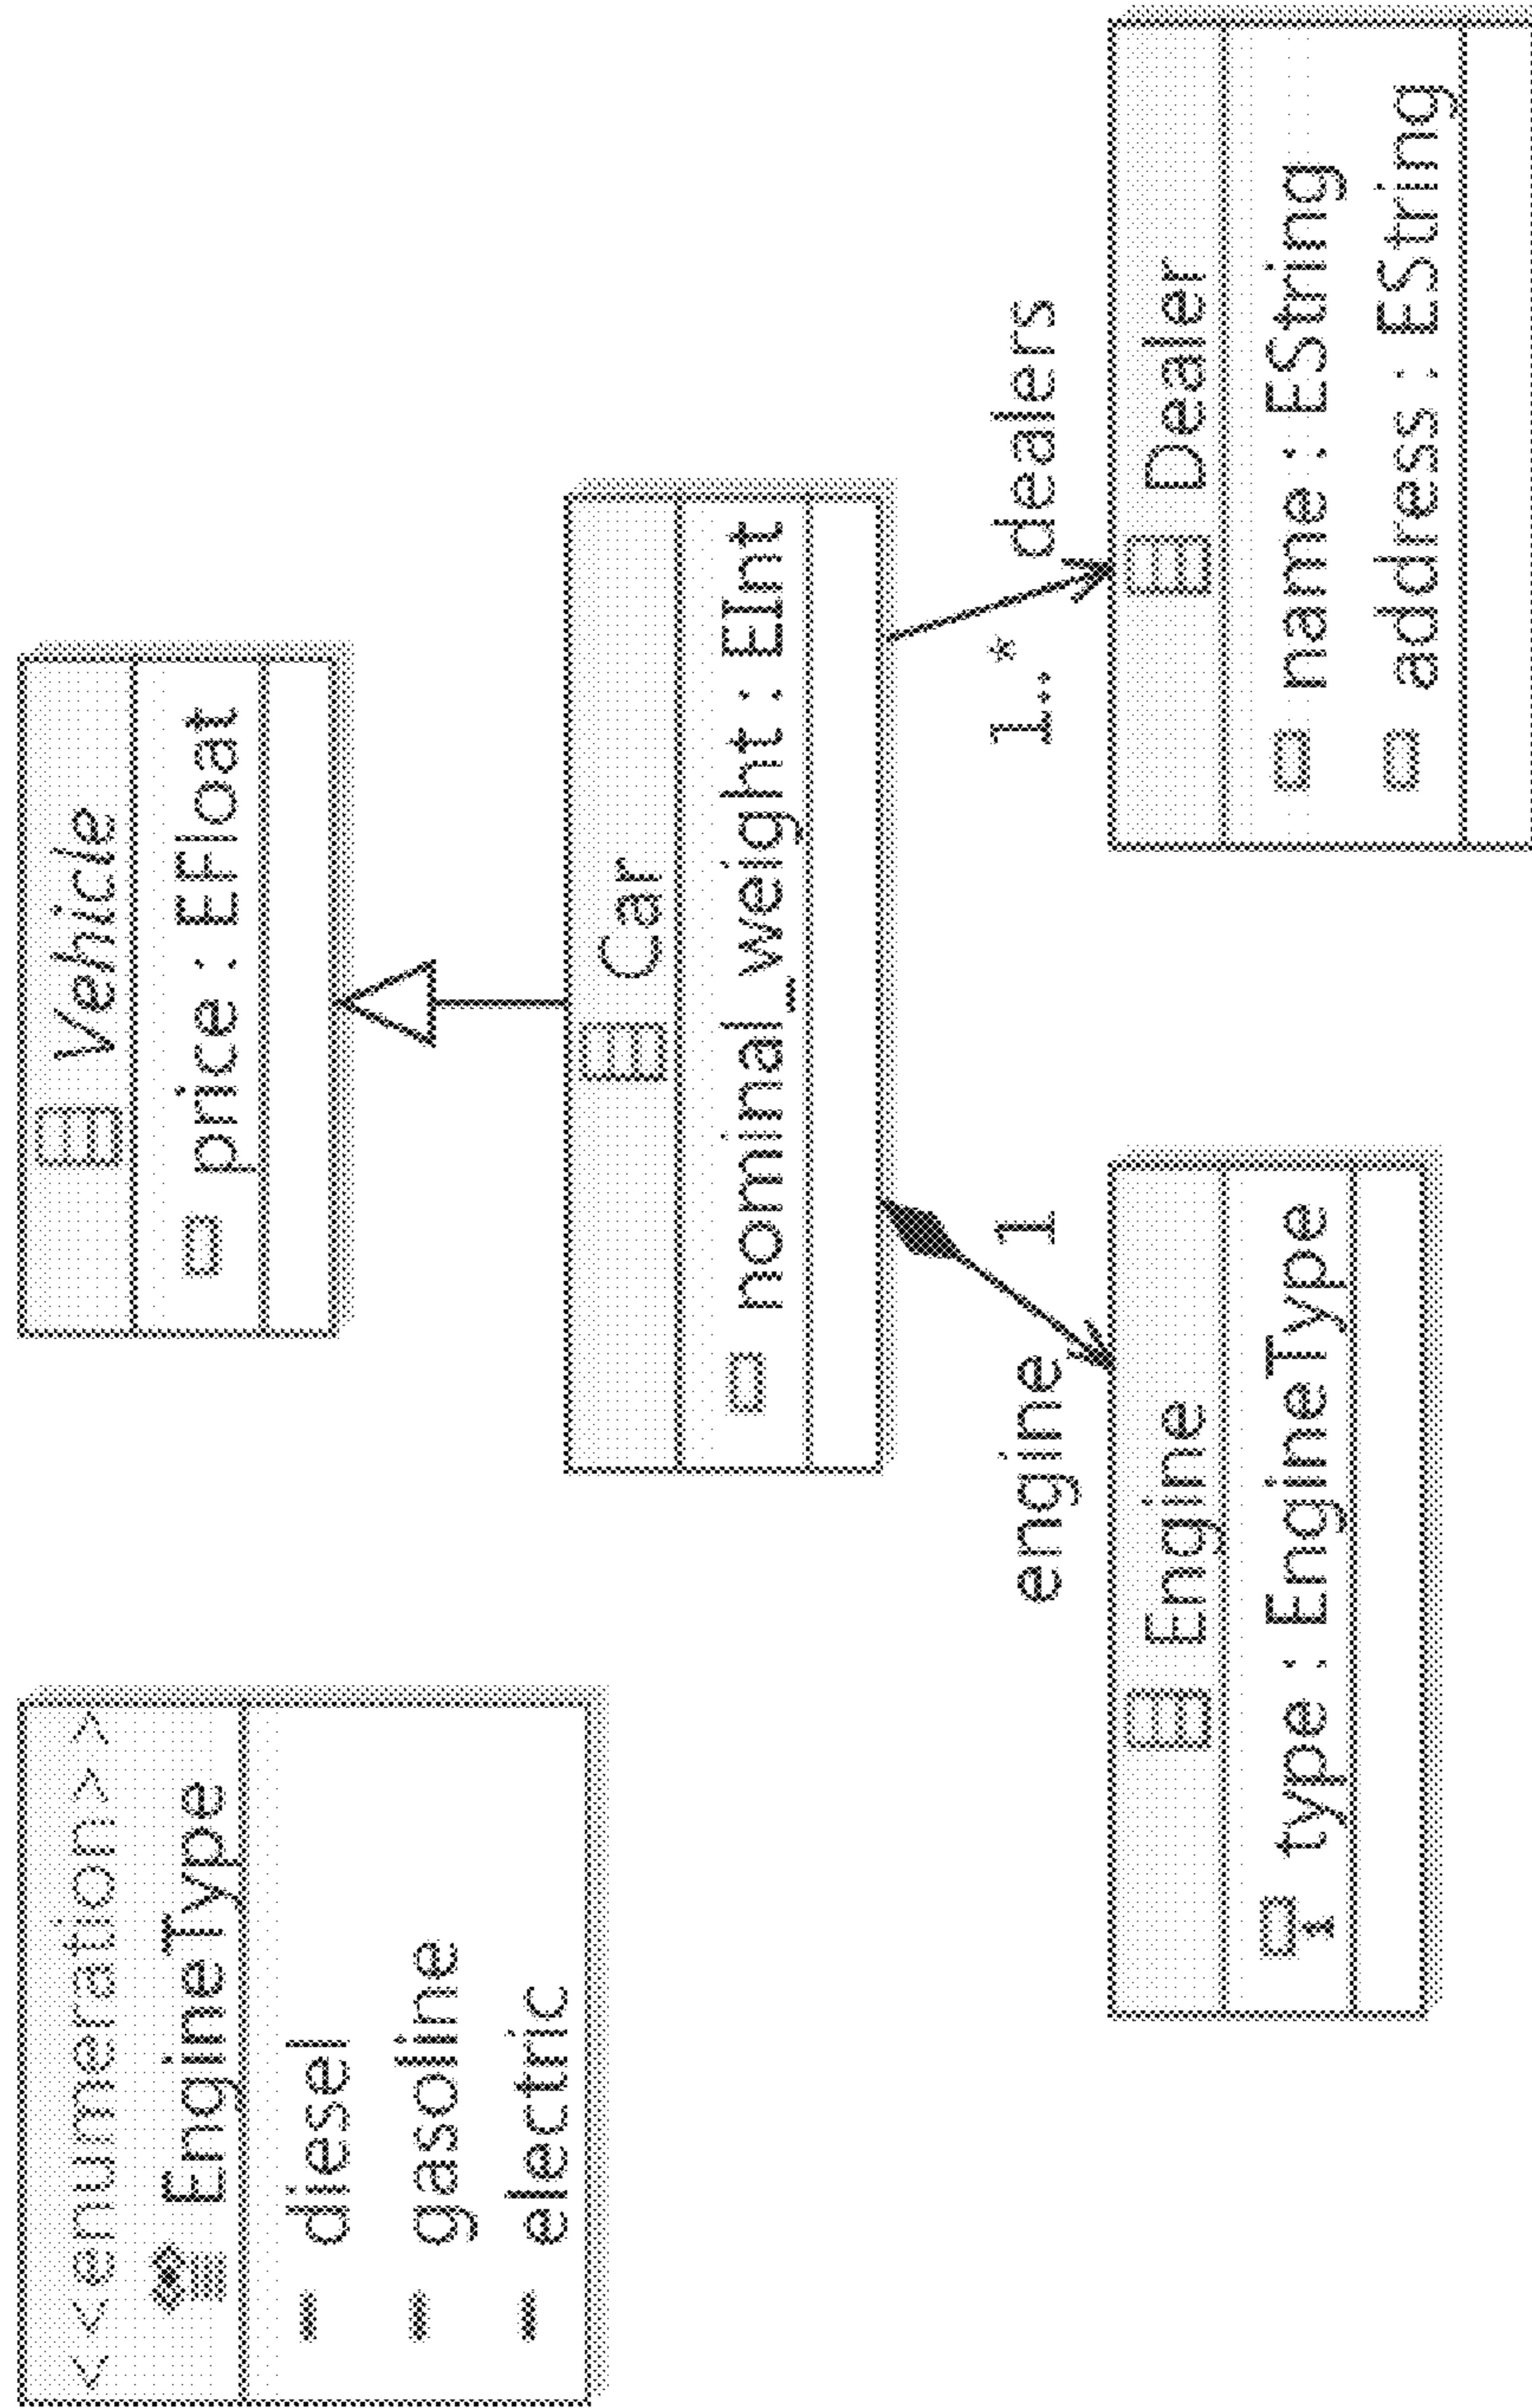 <<enumeration>>
EngineType
diesel
gasoline
electric
Vehicle
price : EFloat
Car
nominal_weight : EInt
engine
1
1..*
dealers
Engine
type : EngineType
Dealer
name : EString
address : EString